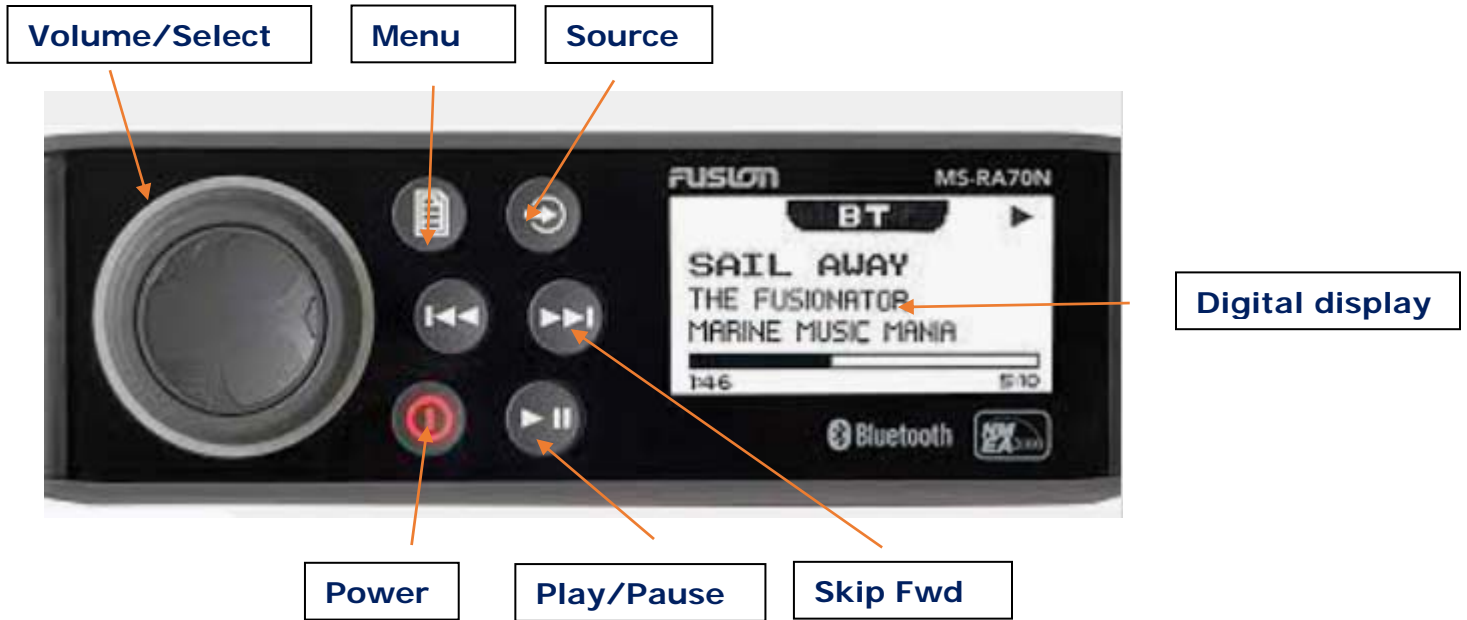 Volume/Select
Menu
Source
FUSION
MS-RA70N
BT
SAIL AWAY
THE FUSIONATOR
MARINE MUSIC MANIA
1:46
5:10
Digital display
Bluetooth
Power
Play/Pause
Skip Fwd